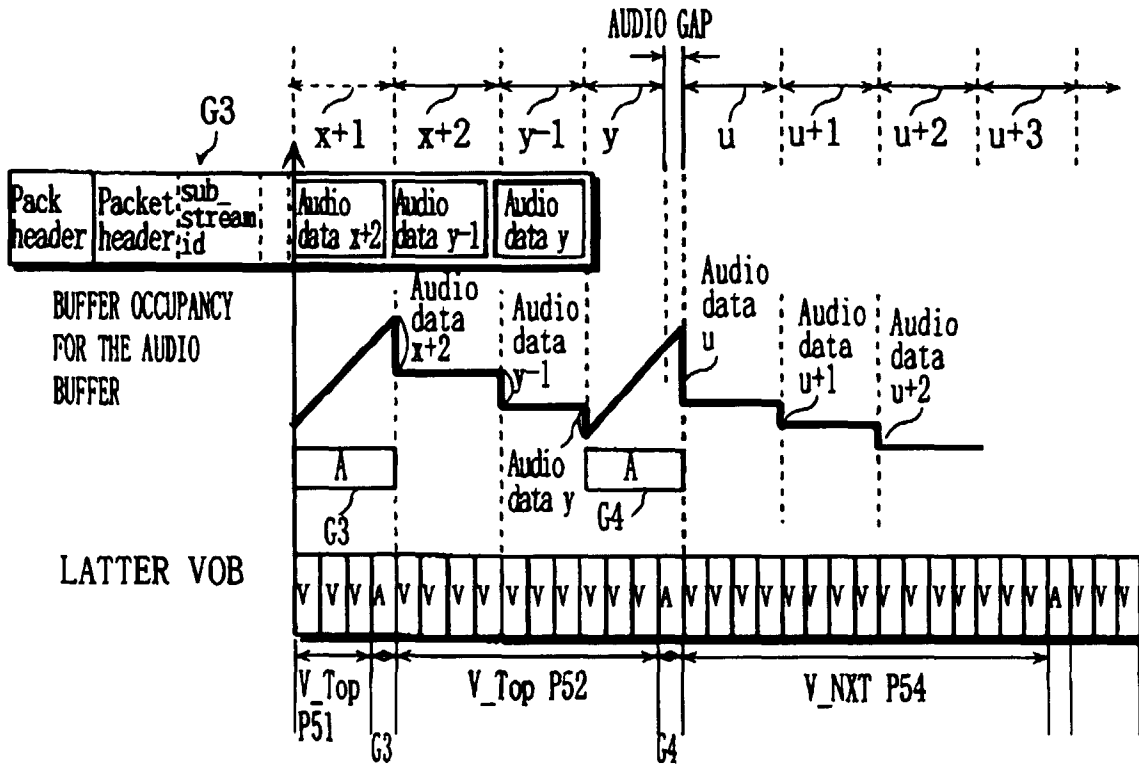 AUDIO GAP
x+1 x+2 y-1 y u u+1 u+2 u+3
G3
Pack header
Packet header
sub_stream id
Audio data x+2
Audio data y-1
Audio data y
BUFFER OCCUPANCY
FOR THE AUDIO
BUFFER
Audio data x+2
Audio data y-1
Audio data y
Audio data u
Audio data u+1
Audio data u+2
A
G3
A
G4
LATTER VOB
V V V A V V V V V V V V V V A V V V V V V V V V V V V V V V A V V V
V_Top P51
G3
V_Top P52
G4
V_NXT P54